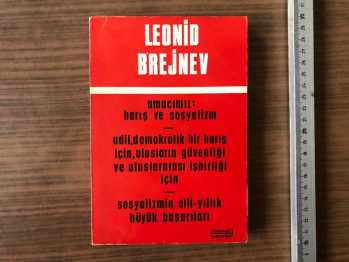 LEONİD
BREJNEV
amacımız:
barış ve sosyalizm
adil,demokratik bir barış
için,ulusların güvenliği
ve uluslararası işbirliği
için
sosyalizmin elli-yıllık
büyük başarıları